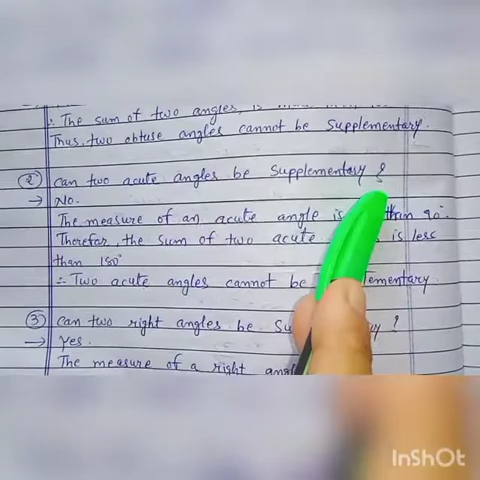 ∴ The sum of two angles, is
Thus, two obtuse angles cannot be Supplementary.
② Can two acute angles be Supplementary ?
→ No.
The measure of an acute angle is 90°.
Therefor, the sum of two acute is less
than 180°
∴ Two acute angles cannot be
③ Can two right angles be ?
→ Yes.
The measure of a right
InShOt